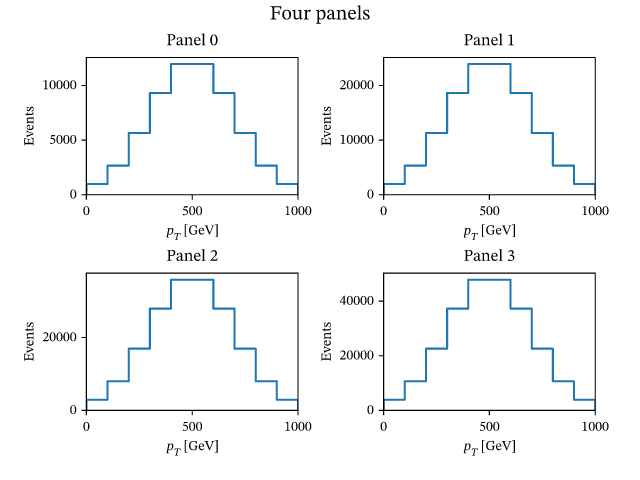 Four panels
Panel 0
Events
10000
5000
0
0 500 1000
p_T [GeV]
Panel 1
Events
20000
10000
0
0 500 1000
p_T [GeV]
Panel 2
Events
20000
0
0 500 1000
p_T [GeV]
Panel 3
Events
40000
20000
0
0 500 1000
p_T [GeV]